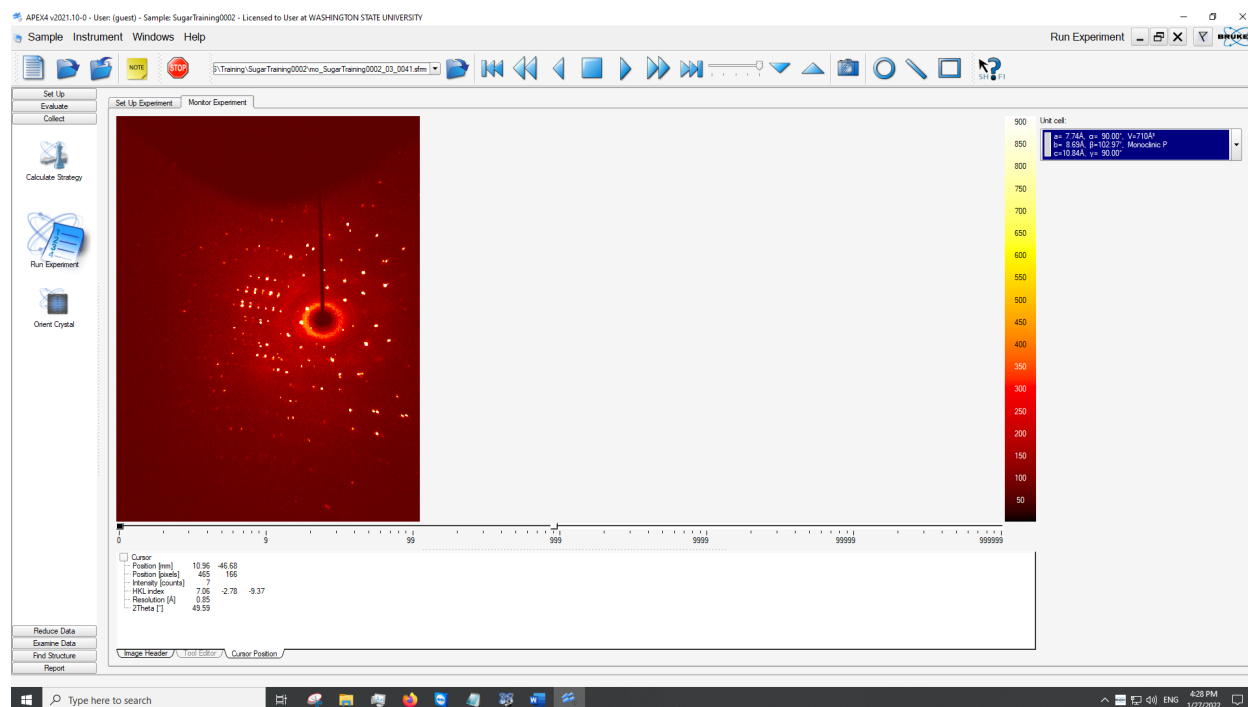 APEX4 v2021.10-0 - User: (guest) - Sample: SugarTraining0002 - Licensed to User at WASHINGTON STATE UNIVERSITY
Sample Instrument Windows Help
Run Experiment
NOTE STOP
\Training\SugarTraining0002\mo_SugarTraining0002_03_0041.sfrm
Set Up
Evaluate
Collect
Calculate Strategy
Run Experiment
Orient Crystal
Reduce Data
Examine Data
Find Structure
Report
Set Up Experiment Monitor Experiment
900
850
800
750
700
650
600
550
500
450
400
350
300
250
200
150
100
50
Unit cell:
a= 7.74Å, α= 90.00°, V=710Å³
b= 8.69Å, β=102.97°, Monoclinic P
c=10.84Å, γ= 90.00°
0 9 99 999 9999 99999 999999
Cursor
Position [mm] 10.96 -46.68
Position [pixels] 465 166
Intensity [counts] 7
HKL index 7.06 -2.78 -9.37
Resolution [Å] 0.85
2Theta [°] 49.59
Image Header Tool Editor Cursor Position
Type here to search
ENG
4:28 PM
1/27/2022